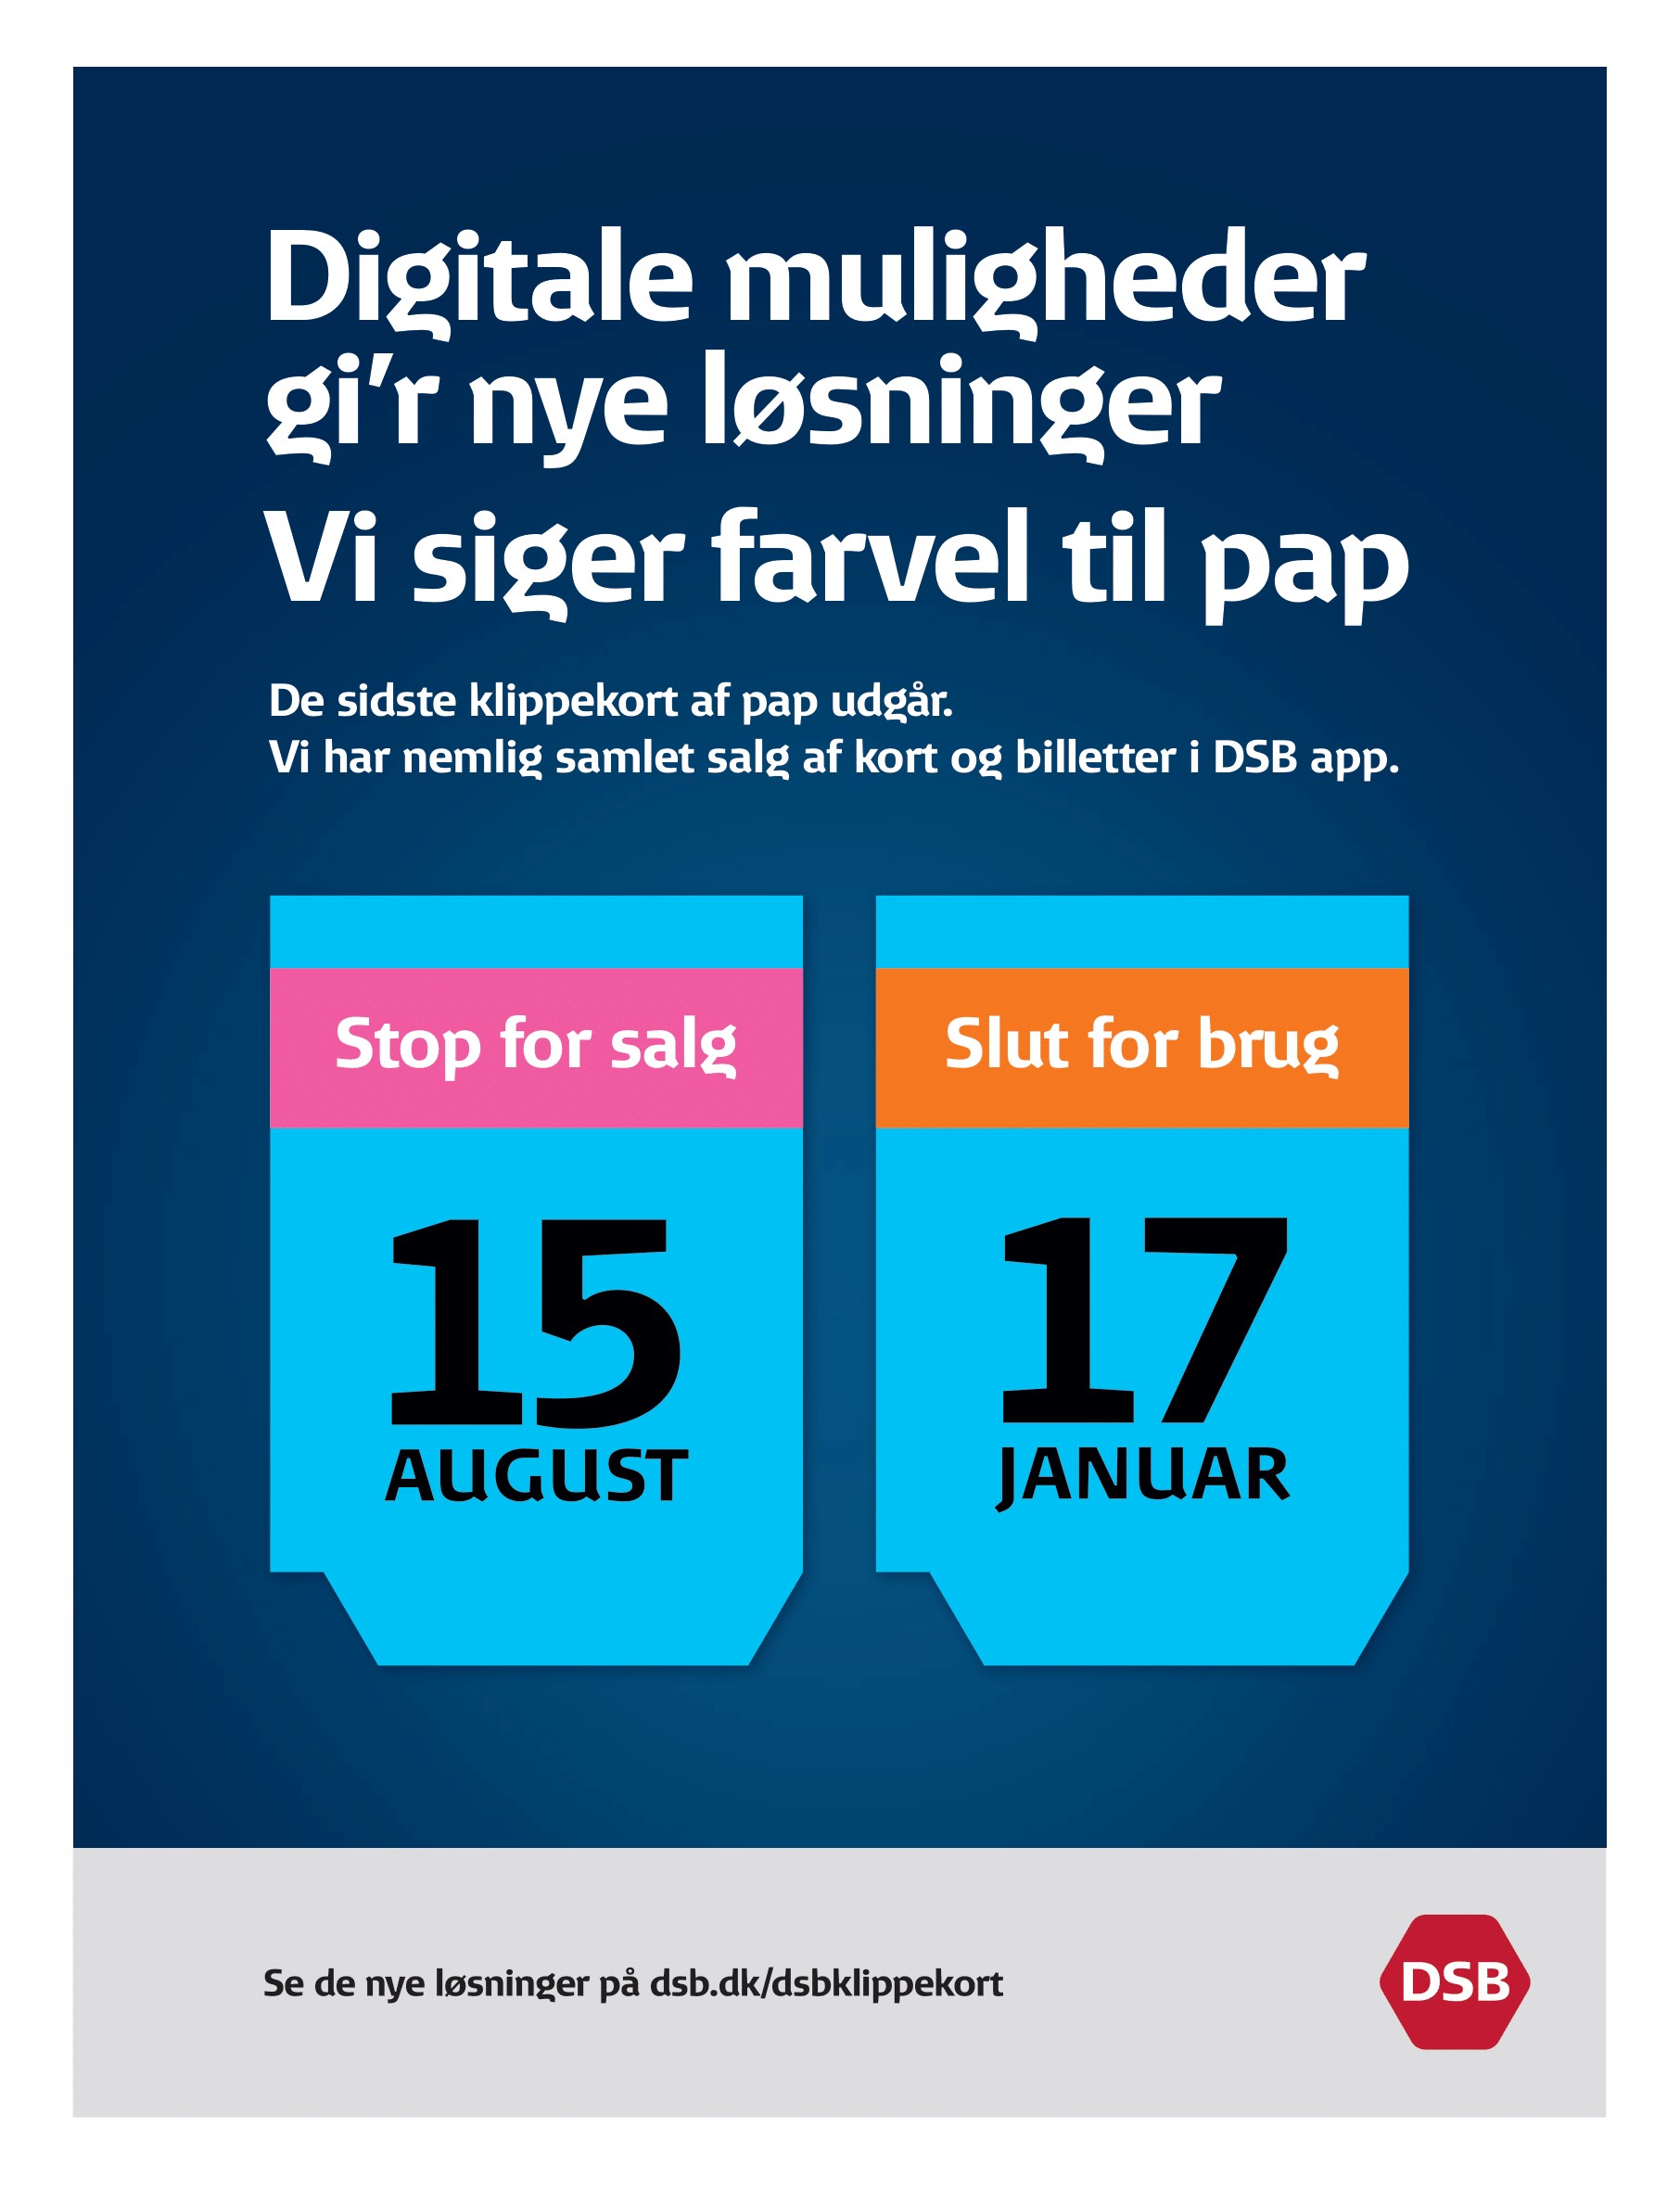 Digitale muligheder
gi'r nye løsninger
Vi siger farvel til pap
De sidste klippekort af pap udgår.
Vi har nemlig samlet salg af kort og billetter i DSB app.
Stop for salg
15
AUGUST
Slut for brug
17
JANUAR
Se de nye løsninger på dsb.dk/dsbklippekort
DSB